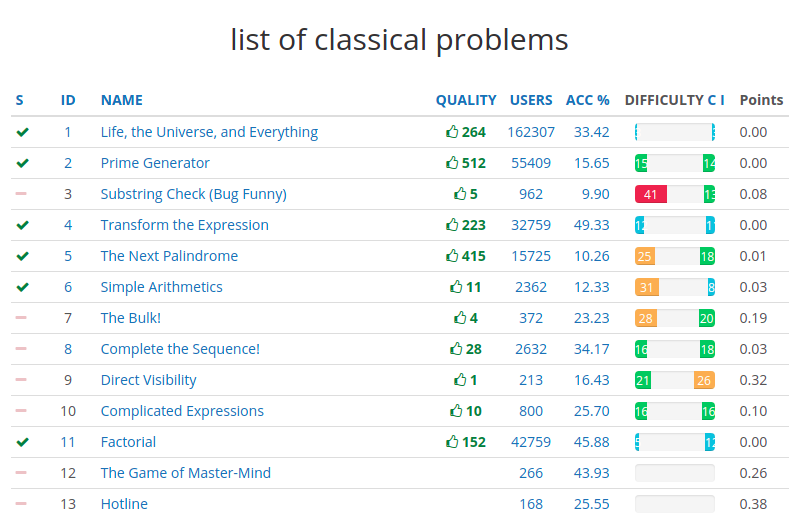 list of classical problems
S ID NAME QUALITY USERS ACC % DIFFICULTY C I Points
1 Life, the Universe, and Everything 264 162307 33.42 0.00
2 Prime Generator 512 55409 15.65 15 14 0.00
3 Substring Check (Bug Funny) 5 962 9.90 41 13 0.08
4 Transform the Expression 223 32759 49.33 12 0.00
5 The Next Palindrome 415 15725 10.26 25 18 0.01
6 Simple Arithmetics 11 2362 12.33 31 8 0.03
7 The Bulk! 4 372 23.23 28 20 0.19
8 Complete the Sequence! 28 2632 34.17 16 18 0.03
9 Direct Visibility 1 213 16.43 21 26 0.32
10 Complicated Expressions 10 800 25.70 16 16 0.10
11 Factorial 152 42759 45.88 12 0.00
12 The Game of Master-Mind 266 43.93 0.26
13 Hotline 168 25.55 0.38